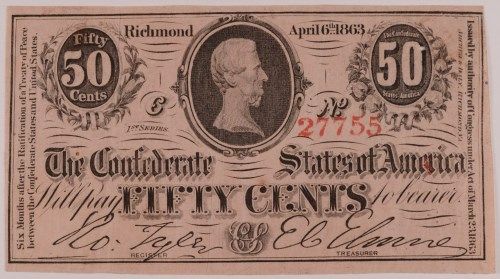 Fifty
50
Cents
Richmond
April 6th 1863
The Confederate
50
States America
6
1st SERIES.
No
27755
The Confederate States of America
Will pay FIFTY CENTS to bearer.
Ro. Tyler
REGISTER
TREASURER
Six Months after the Ratification of a Treaty of Peace
between the Confederate States and United States.
Issued by authority of Congress under Act of March 23, 1863